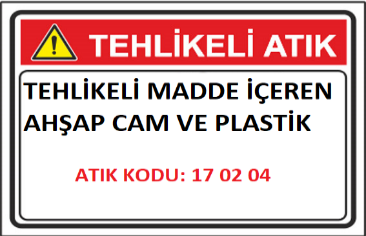 TEHLİKELİ ATIK
TEHLİKELİ MADDE İÇEREN
AHŞAP CAM VE PLASTİK
ATIK KODU: 17 02 04